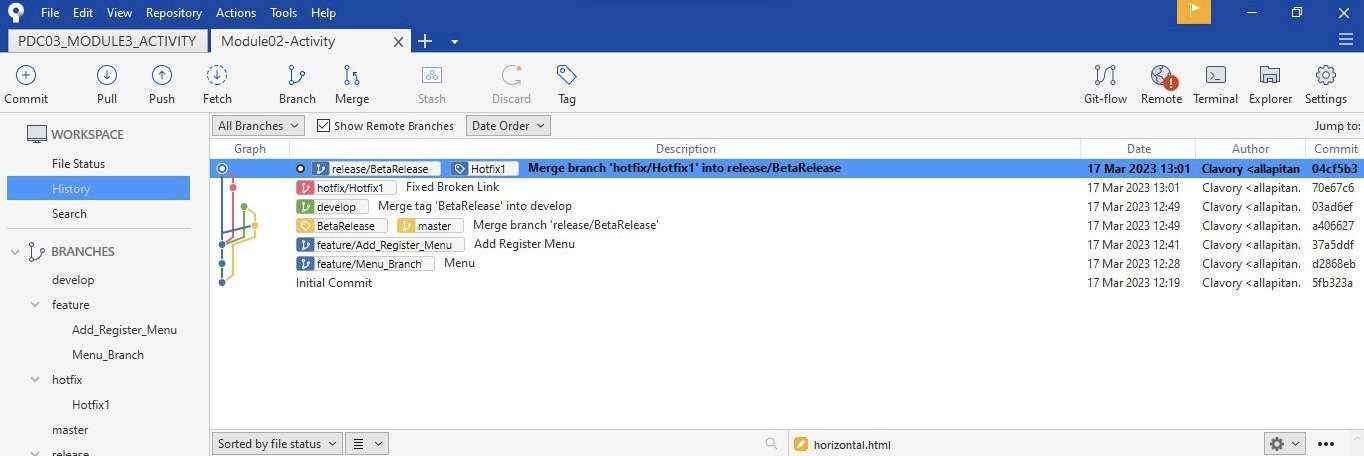 File Edit View Repository Actions Tools Help
PDC03_MODULE3_ACTIVITY Module02-Activity
Commit Pull Push Fetch Branch Merge Stash Discard Tag Git-flow Remote Terminal Explorer Settings
WORKSPACE
File Status
History
Search
BRANCHES
develop
feature
Add_Register_Menu
Menu_Branch
hotfix
Hotfix1
master
release
All Branches Show Remote Branches Date Order Jump to:
Graph Description Date Author Commit
release/BetaRelease Hotfix1 Merge branch 'hotfix/Hotfix1' into release/BetaRelease 17 Mar 2023 13:01 Clavory <allapitan 04cf5b3
hotfix/Hotfix1 Fixed Broken Link 17 Mar 2023 13:01 Clavory <allapitan. 70e67c6
develop Merge tag 'BetaRelease' into develop 17 Mar 2023 12:49 Clavory <allapitan. 03ad6ef
BetaRelease master Merge branch 'release/BetaRelease' 17 Mar 2023 12:49 Clavory <allapitan. a406627
feature/Add_Register_Menu Add Register Menu 17 Mar 2023 12:41 Clavory <allapitan. 37a5ddf
feature/Menu_Branch Menu 17 Mar 2023 12:28 Clavory <allapitan. d2868eb
Initial Commit 17 Mar 2023 12:19 Clavory <allapitan. 5fb323a
Sorted by file status horizontal.html